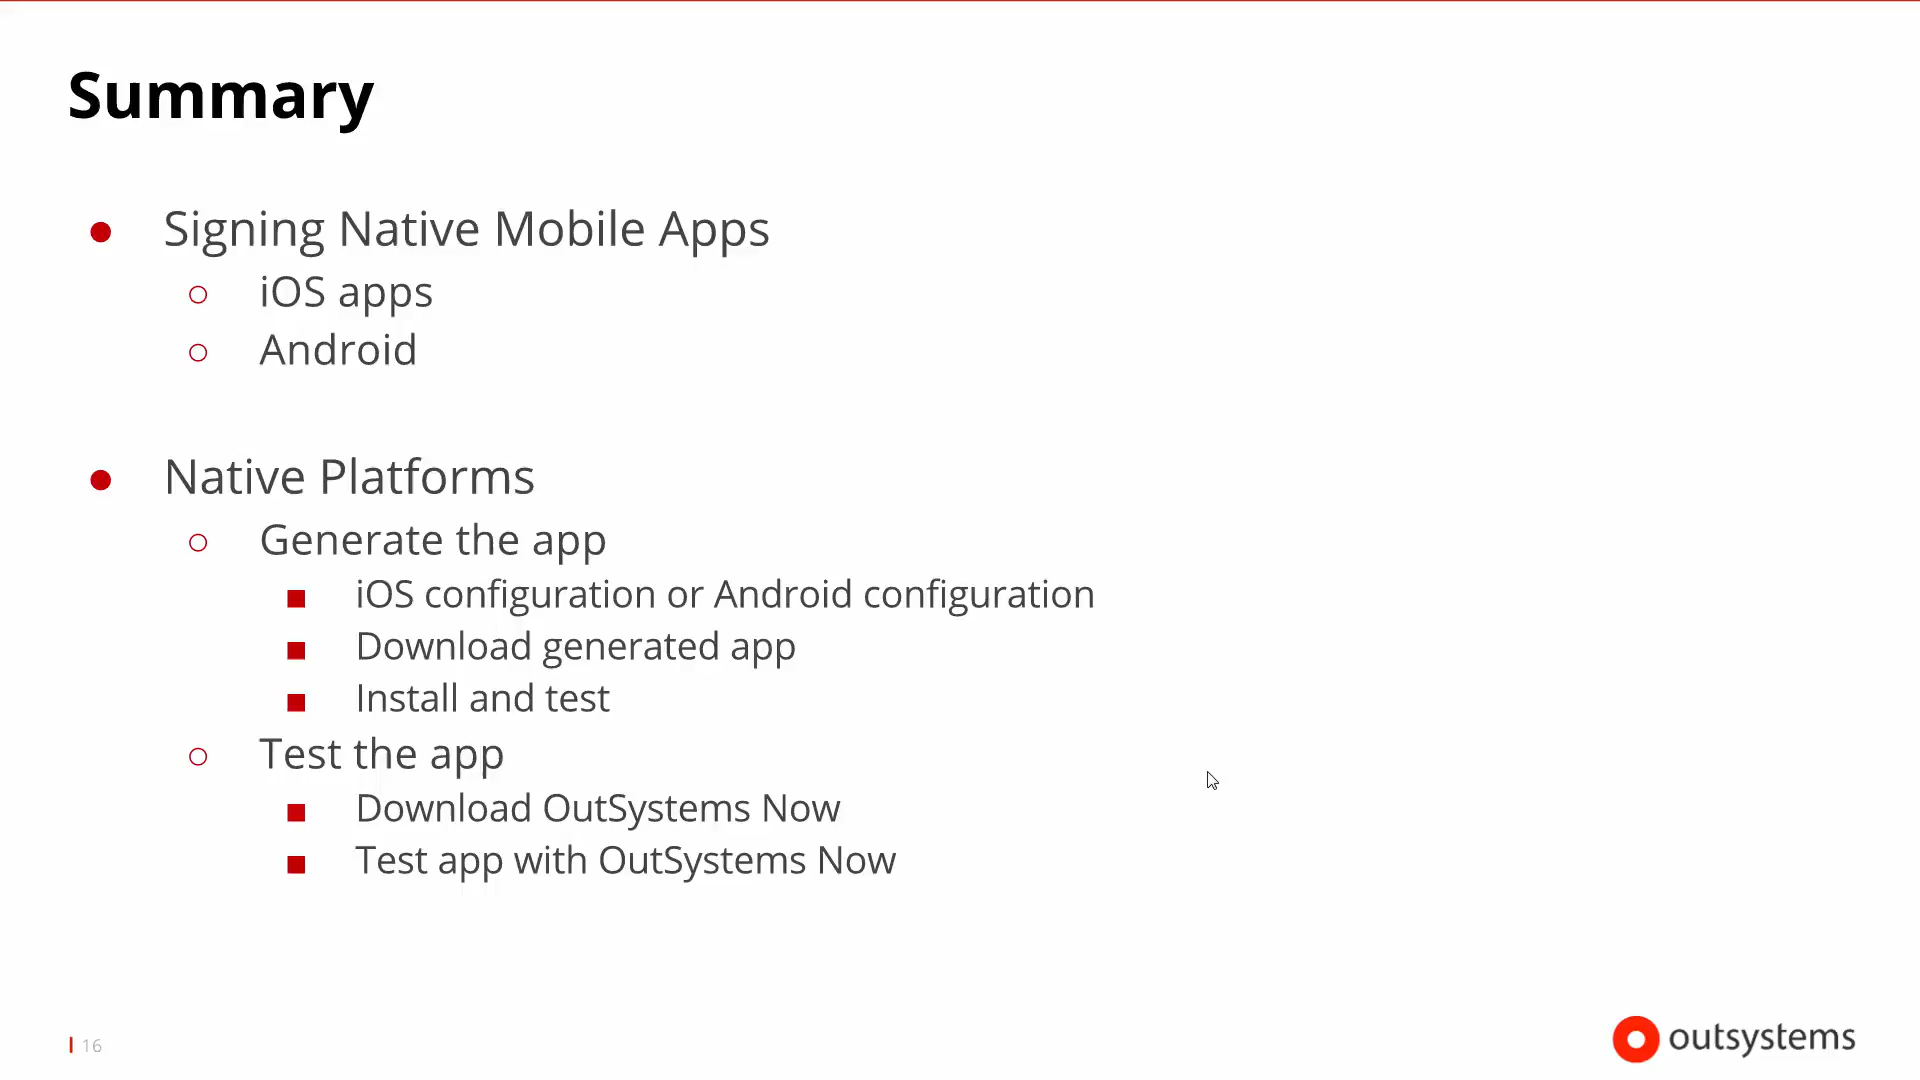 Summary
Signing Native Mobile Apps
iOS apps
Android
Native Platforms
Generate the app
iOS configuration or Android configuration
Download generated app
Install and test
Test the app
Download OutSystems Now
Test app with OutSystems Now
16
outsystems